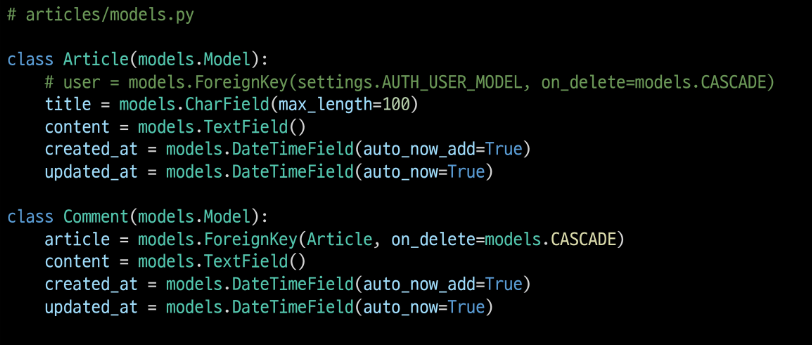 # articles/models.py

class Article(models.Model):
    # user = models.ForeignKey(settings.AUTH_USER_MODEL, on_delete=models.CASCADE)
    title = models.CharField(max_length=100)
    content = models.TextField()
    created_at = models.DateTimeField(auto_now_add=True)
    updated_at = models.DateTimeField(auto_now=True)

class Comment(models.Model):
    article = models.ForeignKey(Article, on_delete=models.CASCADE)
    content = models.TextField()
    created_at = models.DateTimeField(auto_now_add=True)
    updated_at = models.DateTimeField(auto_now=True)